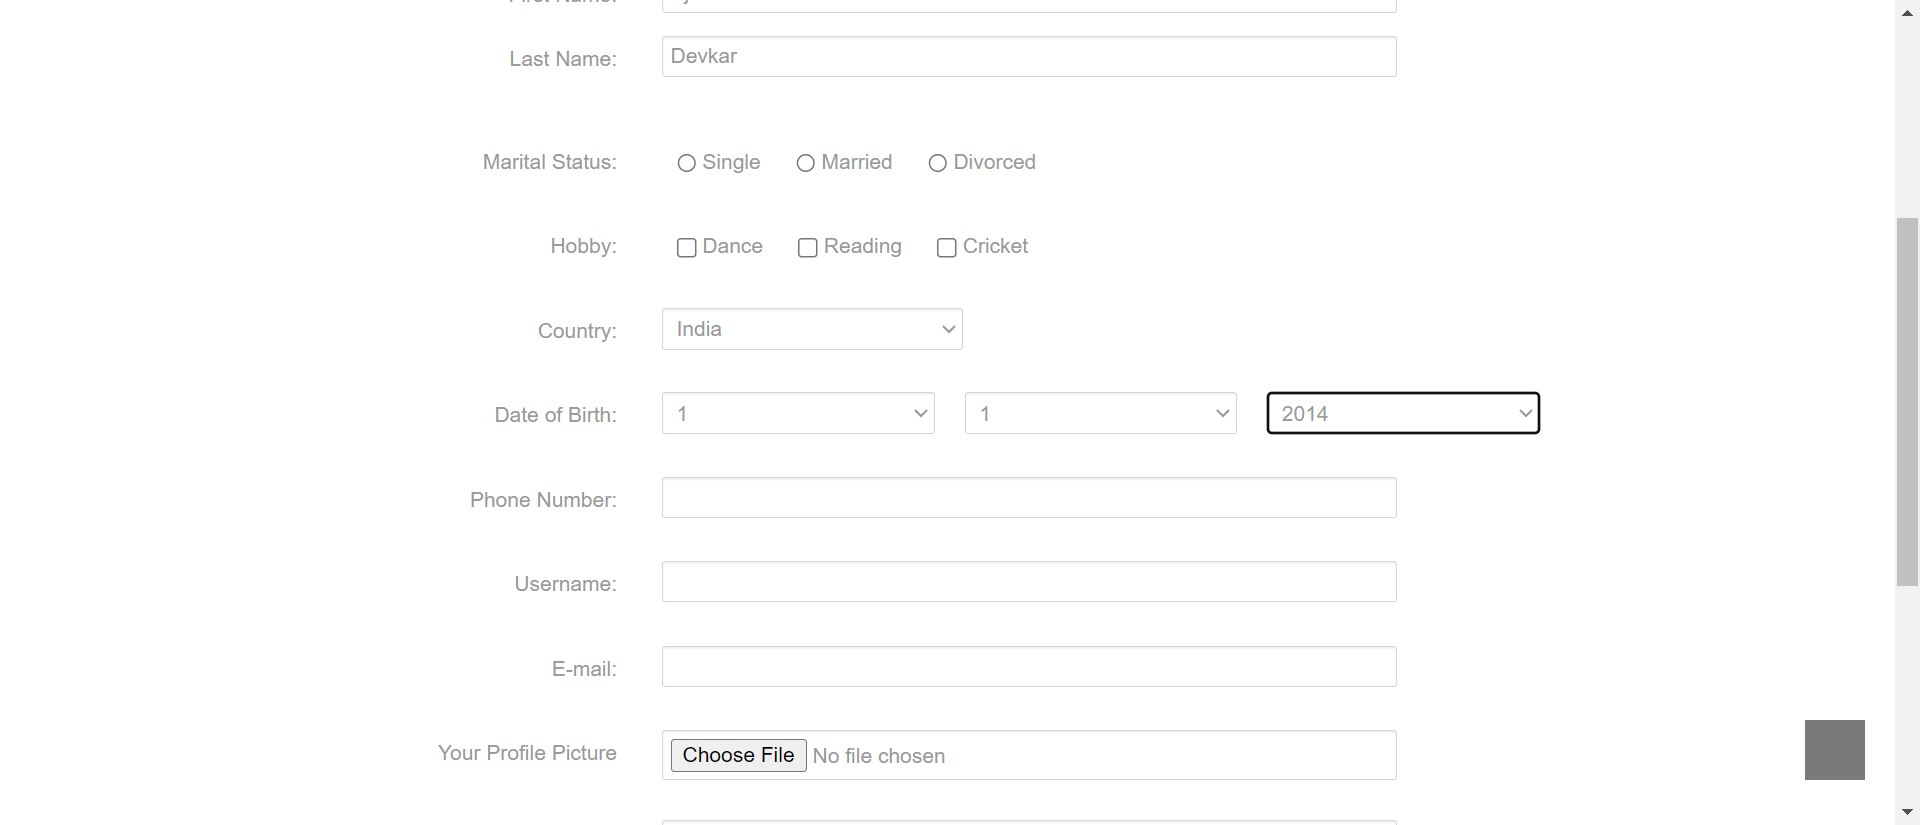 Last Name: Devkar
Marital Status: Single Married Divorced
Hobby: Dance Reading Cricket
Country: India
Date of Birth: 1 1 2014
Phone Number:
Username:
E-mail:
Your Profile Picture Choose File No file chosen